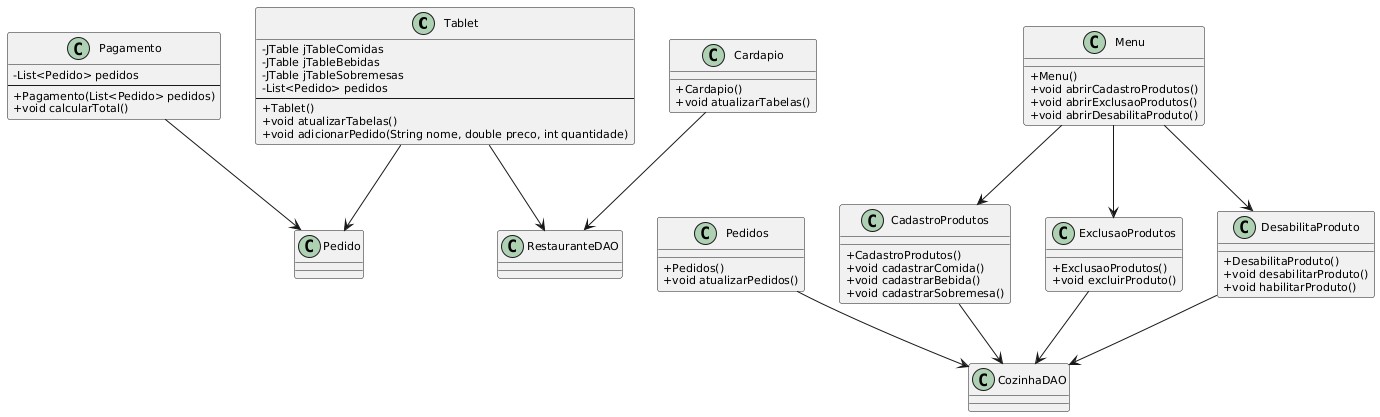 C Pagamento
-List<Pedido> pedidos
+Pagamento(List<Pedido> pedidos)
+void calcularTotal()
C Tablet
-JTable jTableComidas
-JTable jTableBebidas
-JTable jTableSobremesas
-List<Pedido> pedidos
+Tablet()
+void atualizarTabelas()
+void adicionarPedido(String nome, double preco, int quantidade)
C Cardapio
+Cardapio()
+void atualizarTabelas()
C Menu
+Menu()
+void abrirCadastroProdutos()
+void abrirExclusaoProdutos()
+void abrirDesabilitaProduto()
C Pedido
C RestauranteDAO
C Pedidos
+Pedidos()
+void atualizarPedidos()
C CadastroProdutos
+CadastroProdutos()
+void cadastrarComida()
+void cadastrarBebida()
+void cadastrarSobremesa()
C ExclusaoProdutos
+ExclusaoProdutos()
+void excluirProduto()
C DesabilitaProduto
+DesabilitaProduto()
+void desabilitarProduto()
+void habilitarProduto()
C CozinhaDAO